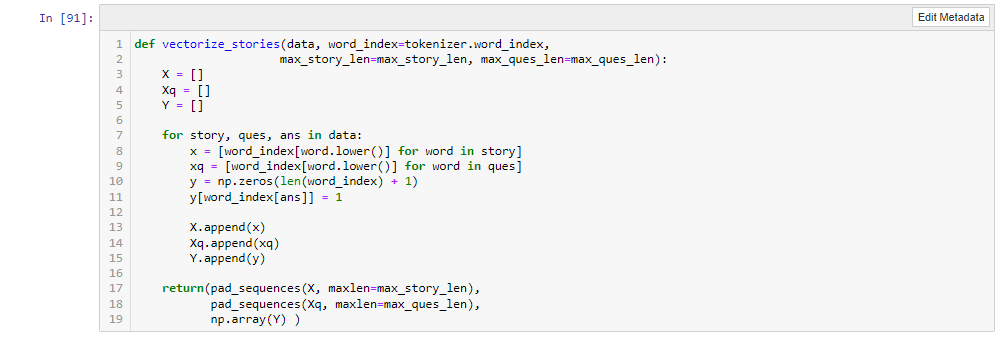 In [91]:
Edit Metadata
1 def vectorize_stories(data, word_index=tokenizer.word_index,
2                      max_story_len=max_story_len, max_ques_len=max_ques_len):
3     X = []
4     Xq = []
5     Y = []
6
7     for story, ques, ans in data:
8         x = [word_index[word.lower()] for word in story]
9         xq = [word_index[word.lower()] for word in ques]
10         y = np.zeros(len(word_index) + 1)
11         y[word_index[ans]] = 1
12
13         X.append(x)
14         Xq.append(xq)
15         Y.append(y)
16
17     return(pad_sequences(X, maxlen=max_story_len),
18            pad_sequences(Xq, maxlen=max_ques_len),
19            np.array(Y) )